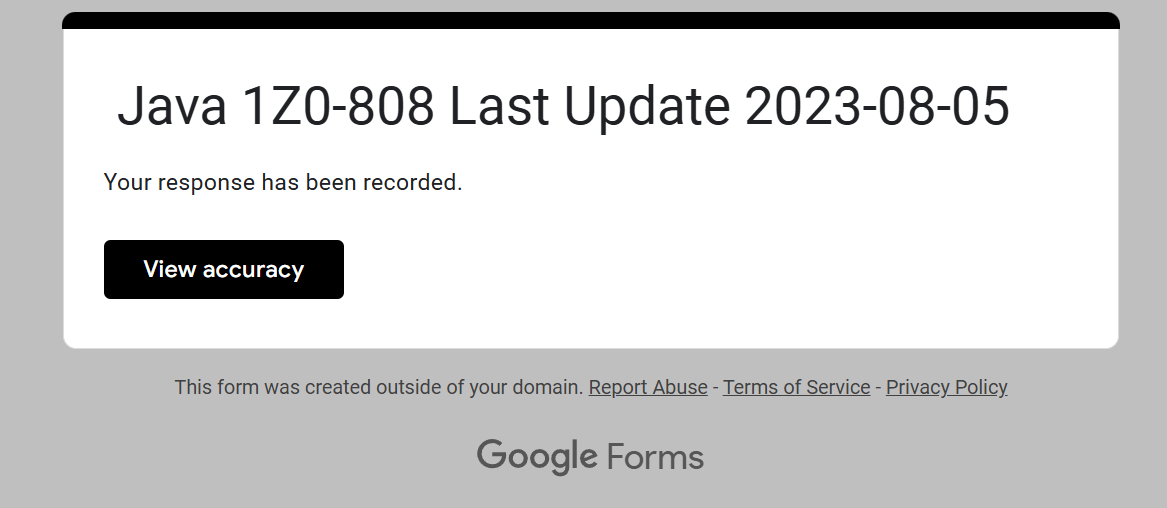 Java 1Z0-808 Last Update 2023-08-05
Your response has been recorded.
View accuracy
This form was created outside of your domain. Report Abuse - Terms of Service - Privacy Policy
Google Forms